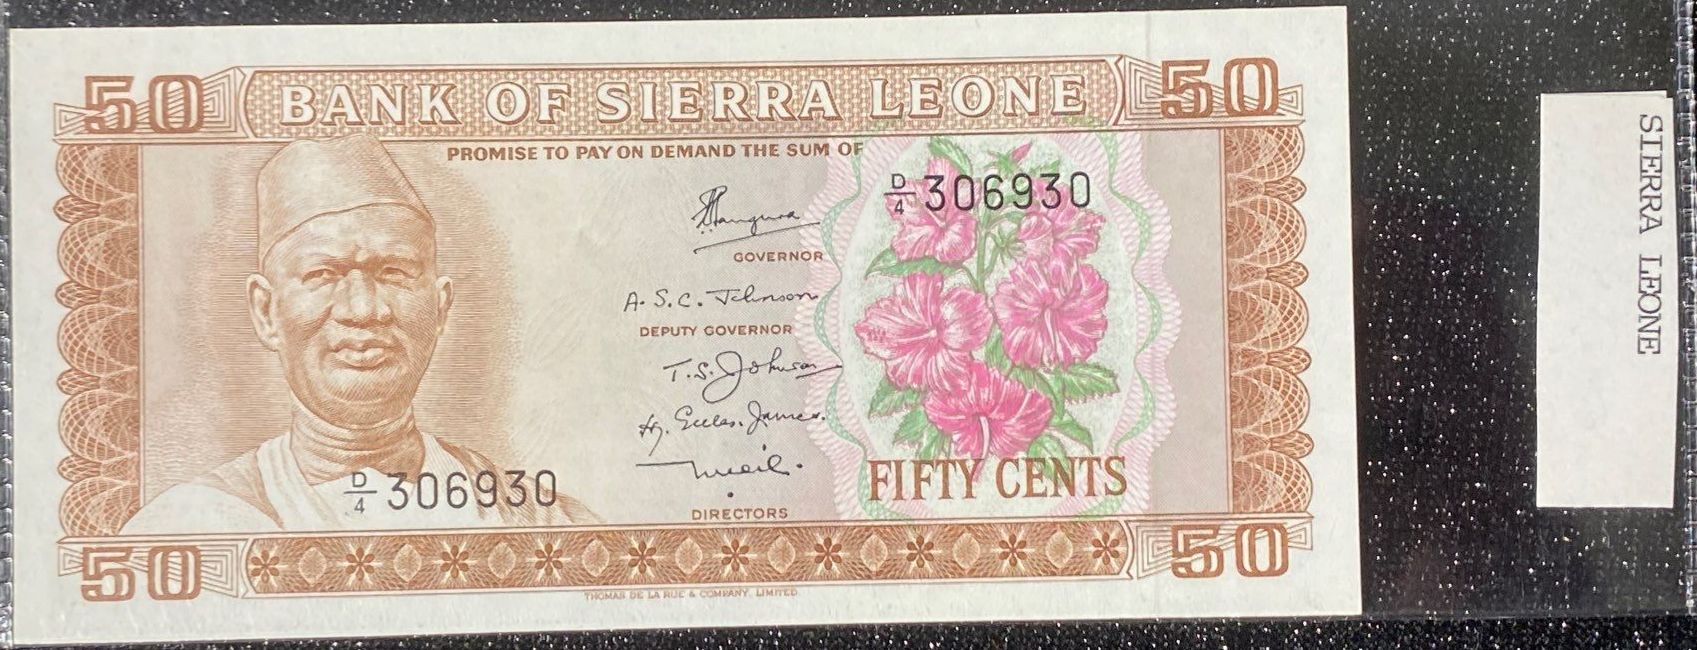 50 BANK OF SIERRA LEONE 50
PROMISE TO PAY ON DEMAND THE SUM OF
D/4 306930
GOVERNOR
A. S. C. Johnson
DEPUTY GOVERNOR
T. S. Johnson
FIFTY CENTS
D/4 306930
DIRECTORS
50 50
THOMAS DE LA RUE & COMPANY, LIMITED.
SIERRA LEONE